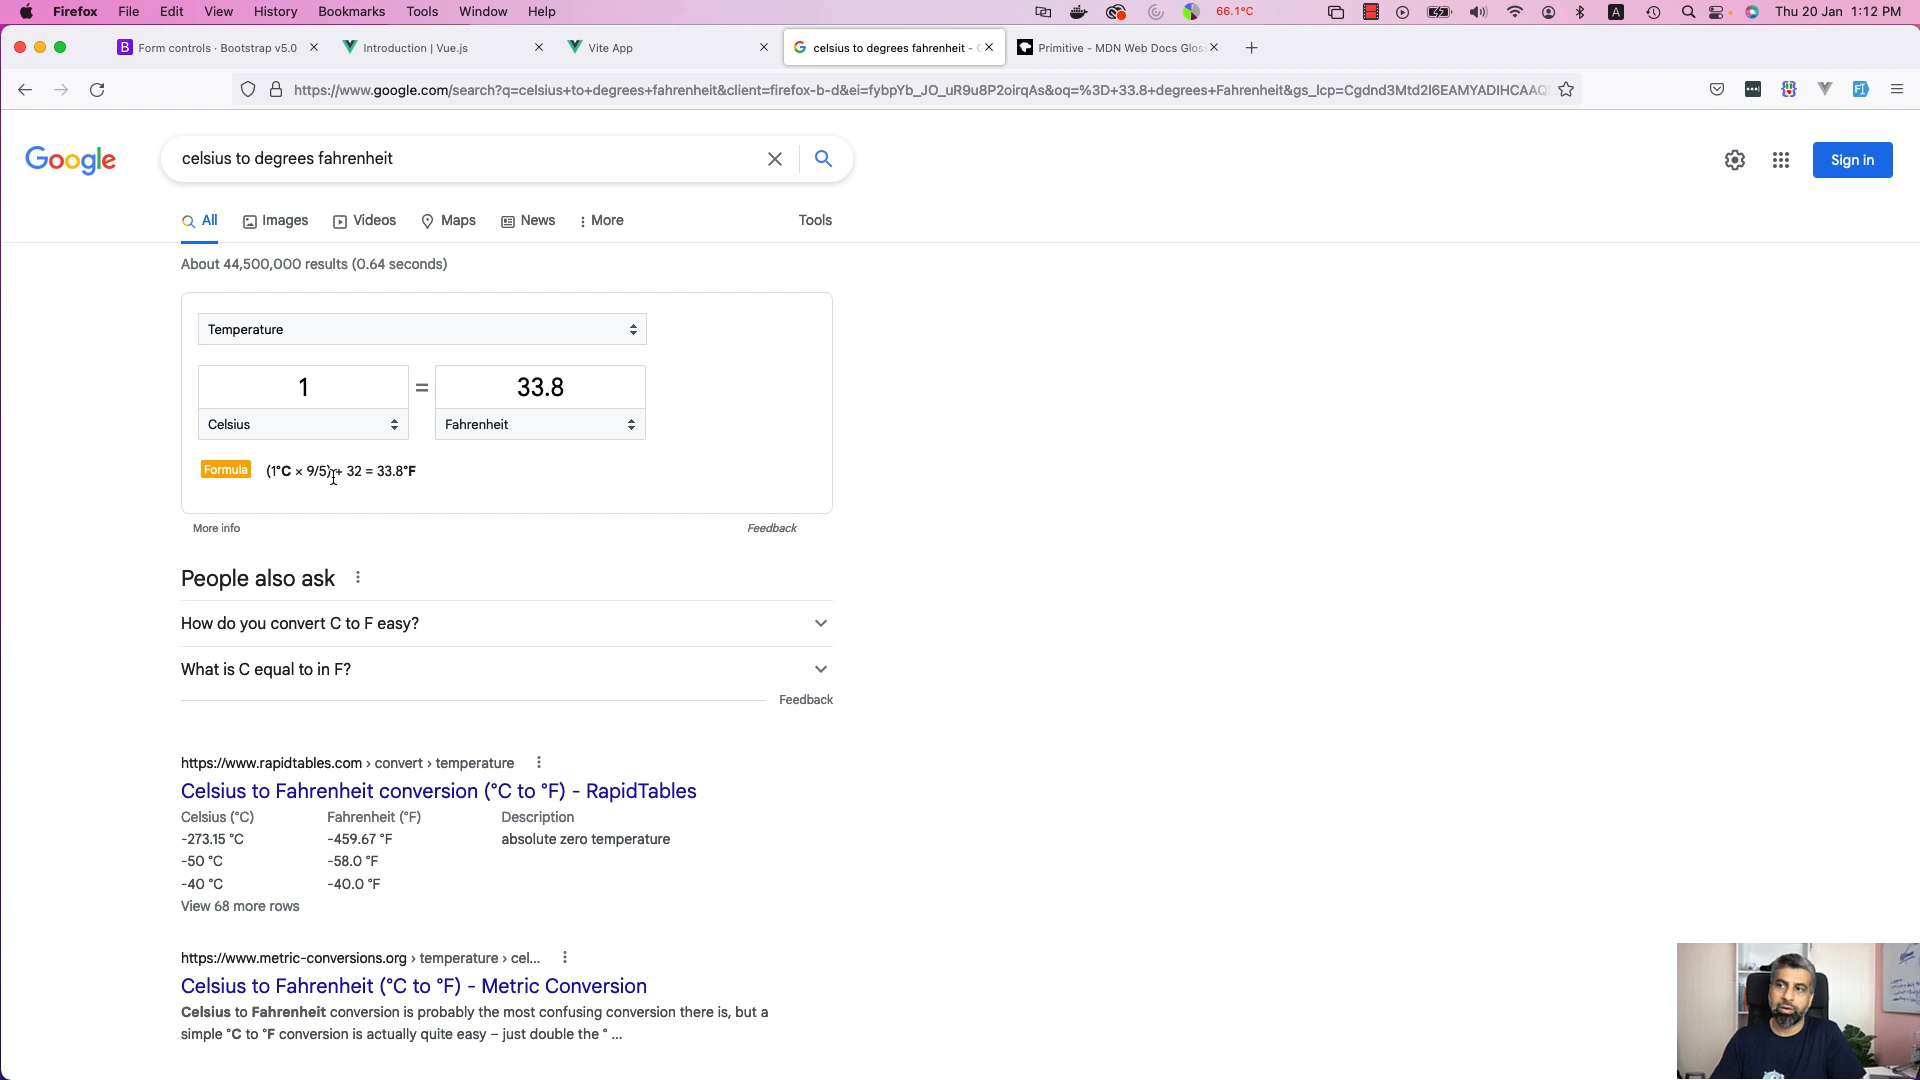 Firefox File Edit View History Bookmarks Tools Window Help 66.1°C A Thu 20 Jan 1:12 PM
B Form controls · Bootstrap v5.0 Introduction | Vue.js Vite App celsius to degrees fahrenheit - Primitive - MDN Web Docs
https://www.google.com/search?q=celsius+to+degrees+fahrenheit&client=firefox-b-d&ei=fybpYb_JO_uR9u8P2oirqAs&oq=%3D+33.8+degrees+Fahrenheit&gs_lcp=Cgdnd3Mtd2l6EAMYADIHCAAQ
Google celsius to degrees fahrenheit Sign in
All Images Videos Maps News More Tools
About 44,500,000 results (0.64 seconds)
Temperature
1 = 33.8
Celsius Fahrenheit
Formula (1°C × 9/5) + 32 = 33.8°F
More info Feedback
People also ask
How do you convert C to F easy?
What is C equal to in F?
Feedback
https://www.rapidtables.com › convert › temperature
Celsius to Fahrenheit conversion (°C to °F) - RapidTables
Celsius (°C) Fahrenheit (°F) Description
-273.15 °C -459.67 °F absolute zero temperature
-50 °C -58.0 °F
-40 °C -40.0 °F
View 68 more rows
https://www.metric-conversions.org › temperature › cel...
Celsius to Fahrenheit (°C to °F) - Metric Conversion
Celsius to Fahrenheit conversion is probably the most confusing conversion there is, but a
simple °C to °F conversion is actually quite easy – just double the ° ...